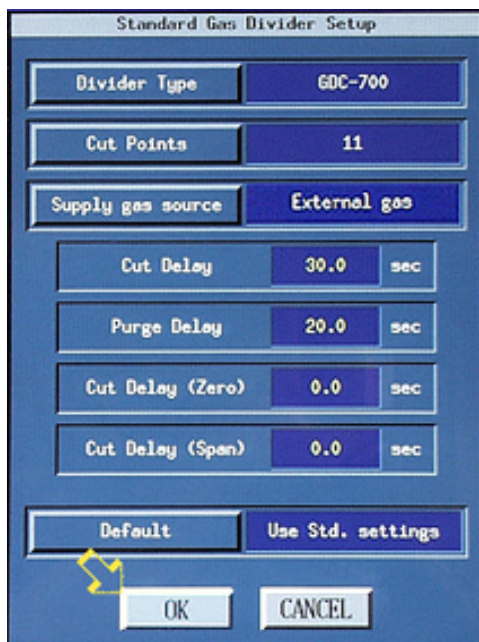 Standard Gas Divider Setup
Divider Type GDC-700
Cut Points 11
Supply gas source External gas
Cut Delay 30.0 sec
Purge Delay 20.0 sec
Cut Delay (Zero) 0.0 sec
Cut Delay (Span) 0.0 sec
Default Use Std. settings
OK CANCEL